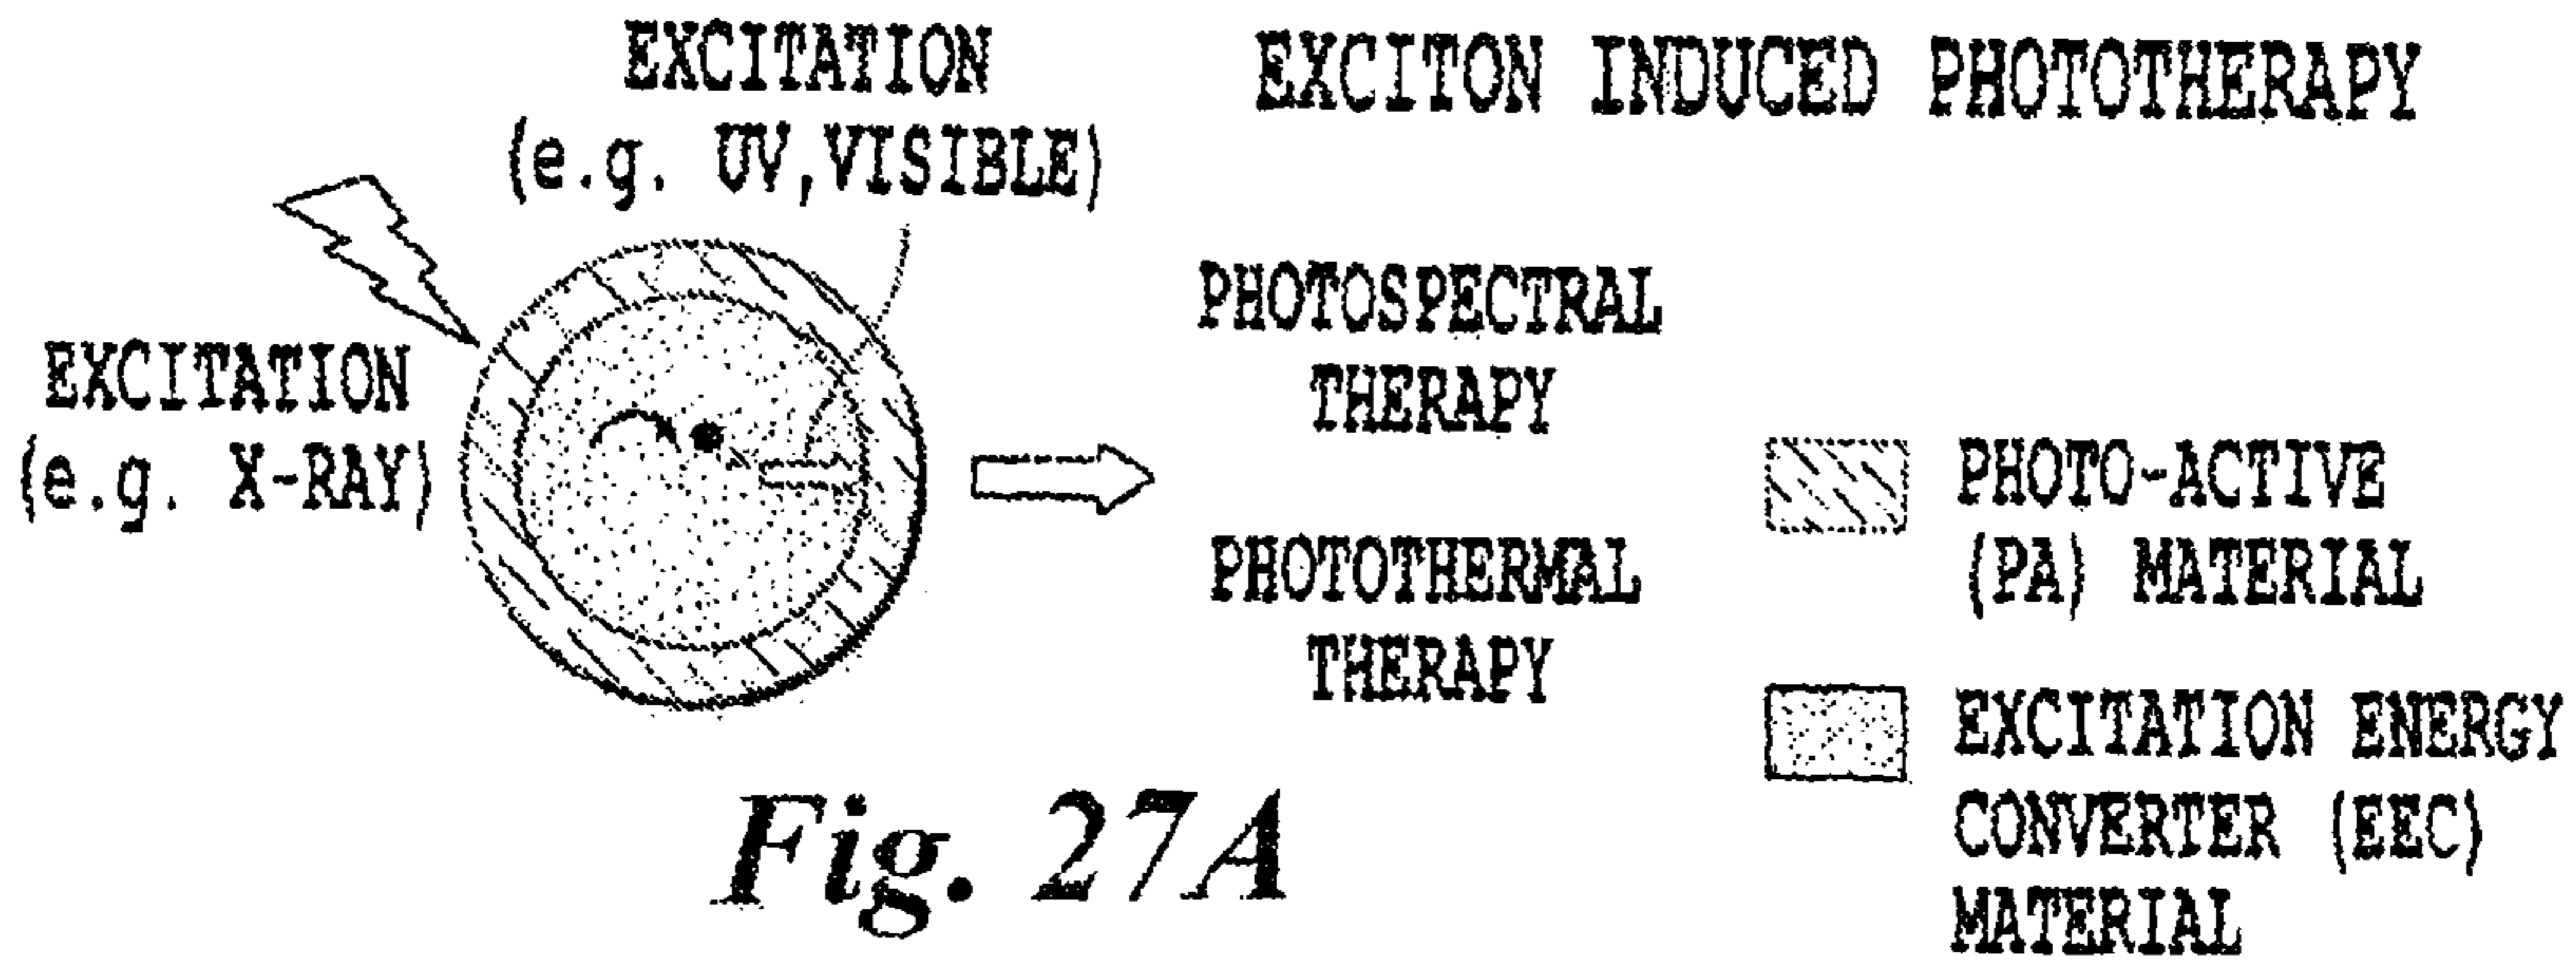 EXCITATION
(e.g. UV,VISIBLE)
EXCITON INDUCED PHOTOTHERAPY
EXCITATION
(e.g. X-RAY)
PHOTOSPECTRAL
THERAPY
PHOTOTHERMAL
THERAPY
PHOTO-ACTIVE
(PA) MATERIAL
EXCITATION ENERGY
CONVERTER (EEC)
MATERIAL
Fig. 27A